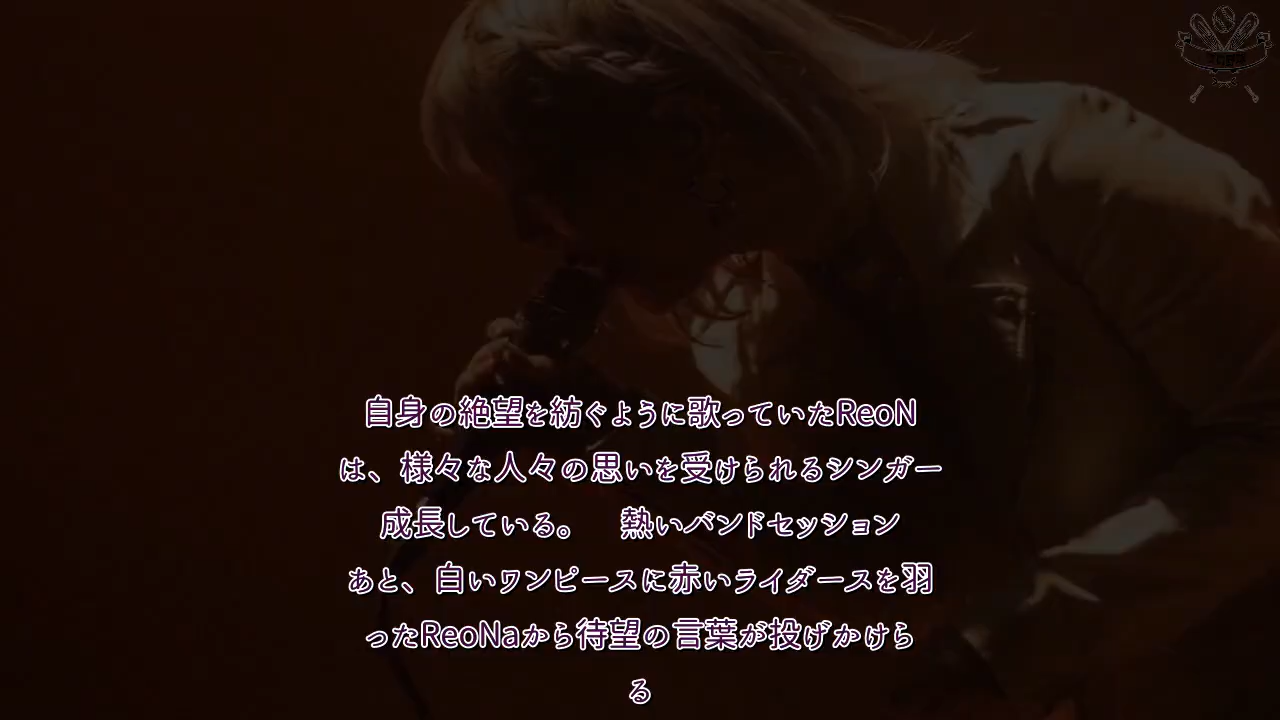 自身の絶望を紡ぐように歌っていたReoN
は、様々な人々の思いを受けられるシンガー
成長している。　熱いバンドセッション
あと、白いワンピースに赤いライダースを羽
ったReoNaから待望の言葉が投げかけら
る